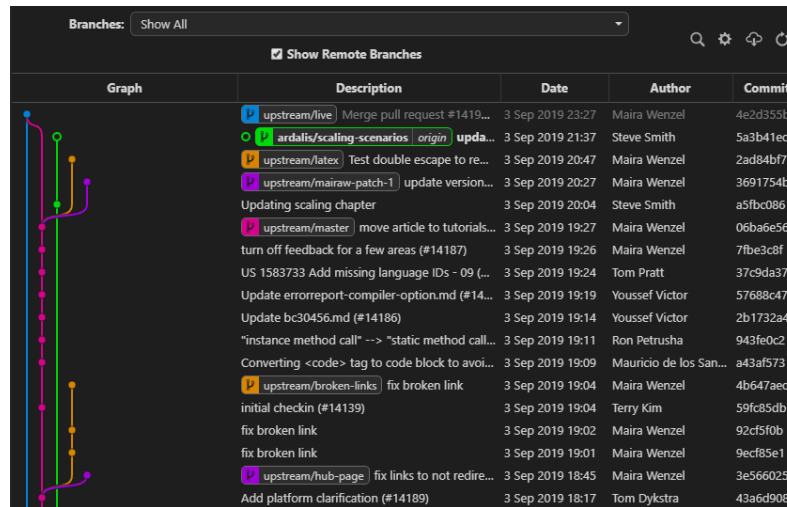 Branches: Show All
Show Remote Branches
Graph Description Date Author Commit
upstream/live Merge pull request #1419... 3 Sep 2019 23:27 Maira Wenzel 4e2d355b
ardalis/scaling-scenarios origin upda... 3 Sep 2019 21:37 Steve Smith 5a3b41ec
upstream/latex Test double escape to re... 3 Sep 2019 20:47 Maira Wenzel 2ad84bf7
upstream/mairaw-patch-1 update version... 3 Sep 2019 20:27 Maira Wenzel 3691754b
Updating scaling chapter 3 Sep 2019 20:04 Steve Smith a5fbc086
upstream/master move article to tutorials... 3 Sep 2019 19:27 Maira Wenzel 06ba6e56
turn off feedback for a few areas (#14187) 3 Sep 2019 19:26 Maira Wenzel 7fbe3c8f
US 1583733 Add missing language IDs - 09 (... 3 Sep 2019 19:24 Tom Pratt 37c9da37
Update errorreport-compiler-option.md (#14... 3 Sep 2019 19:19 Youssef Victor 57688c47
Update bc30456.md (#14186) 3 Sep 2019 19:14 Youssef Victor 2b1732a4
"instance method call" --> "static method call... 3 Sep 2019 19:11 Ron Petrusha 943fe0c2
Converting <code> tag to code block to avoi... 3 Sep 2019 19:09 Mauricio de los San... a43af573
upstream/broken-links fix broken link 3 Sep 2019 19:04 Maira Wenzel 4b647aec
initial checkin (#14139) 3 Sep 2019 19:04 Terry Kim 59fc85db
fix broken link 3 Sep 2019 19:02 Maira Wenzel 92cf5f0b
fix broken link 3 Sep 2019 19:01 Maira Wenzel 9ecf85e1
upstream/hub-page fix links to not redire... 3 Sep 2019 18:45 Maira Wenzel 3e566025
Add platform clarification (#14189) 3 Sep 2019 18:17 Tom Dykstra 43a6d908